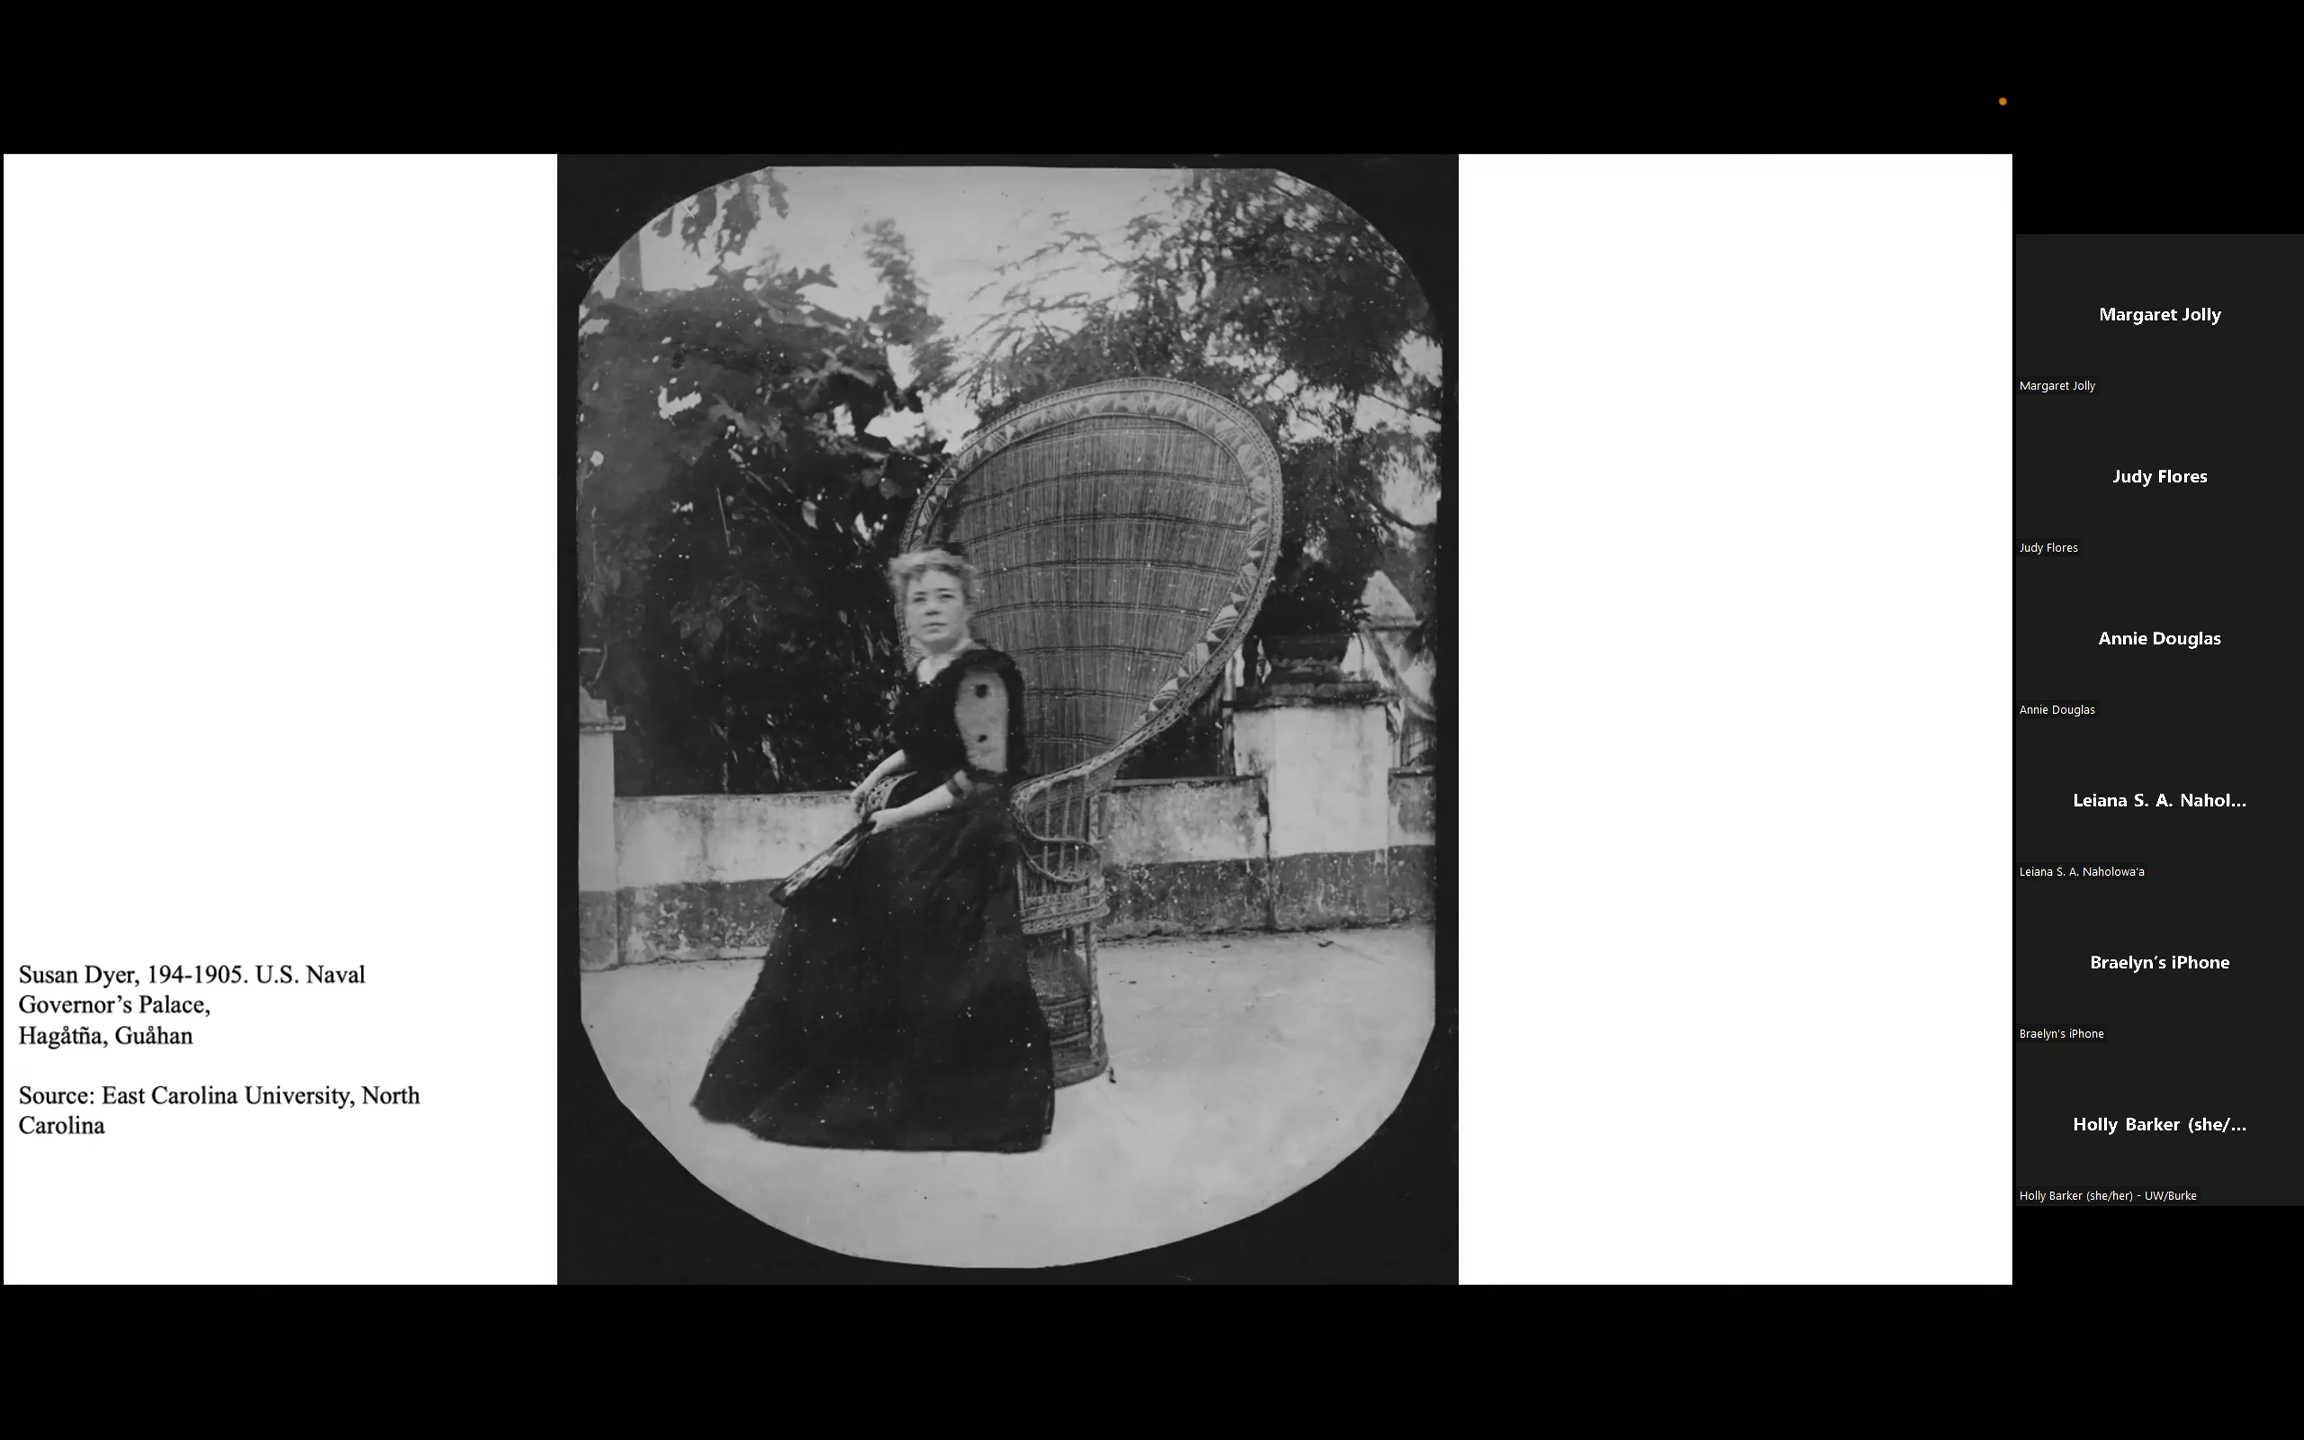 Susan Dyer, 194-1905. U.S. Naval
Governor’s Palace,
Hagåtña, Guåhan
Source: East Carolina University, North
Carolina
Margaret Jolly
Margaret Jolly
Judy Flores
Judy Flores
Annie Douglas
Annie Douglas
Leiana S. A. Nahol...
Leiana S. A. Naholowa'a
Braelyn’s iPhone
Braelyn's iPhone
Holly Barker (she/...
Holly Barker (she/her) - UW/Burke